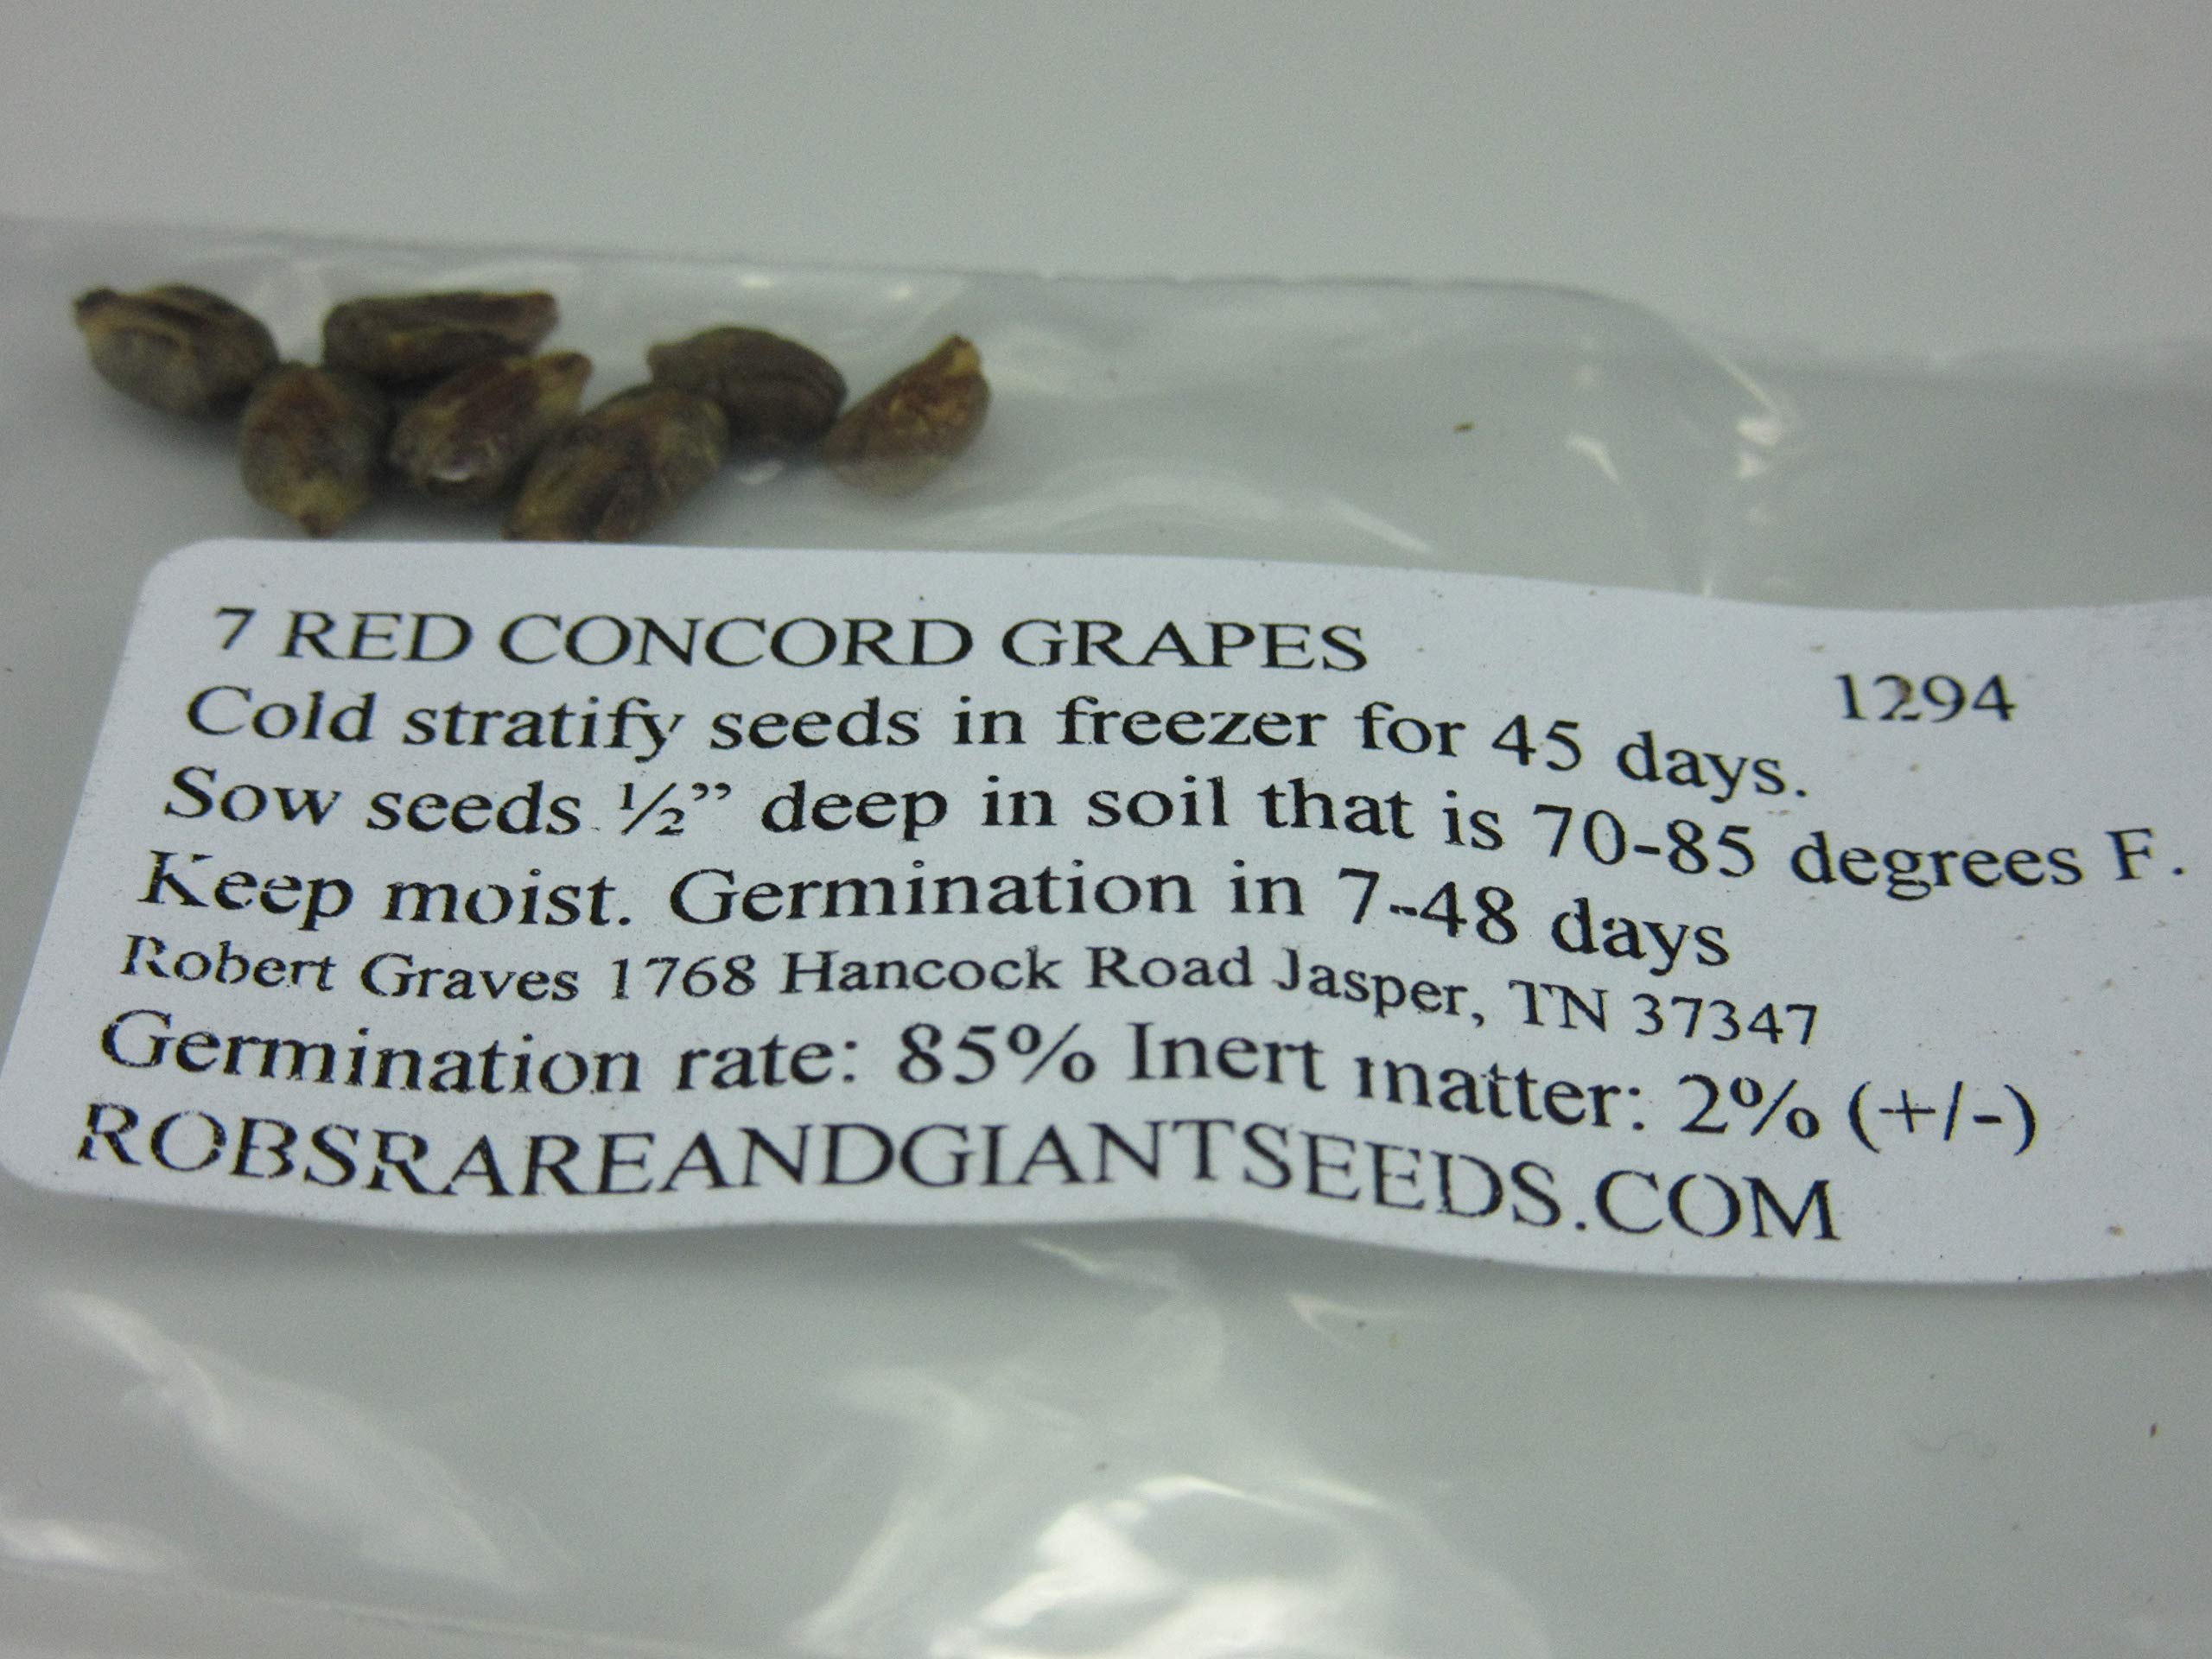 7 RED CONCORD GRAPES 1294
Cold stratify seeds in freezer for 45 days.
Sow seeds ½” deep in soil that is 70-85 degrees F.
Keep moist. Germination in 7-48 days
Robert Graves 1768 Hancock Road Jasper, TN 37347
Germination rate: 85% Inert matter: 2% (+/-)
ROBSRAREANDGIANTSEEDS.COM